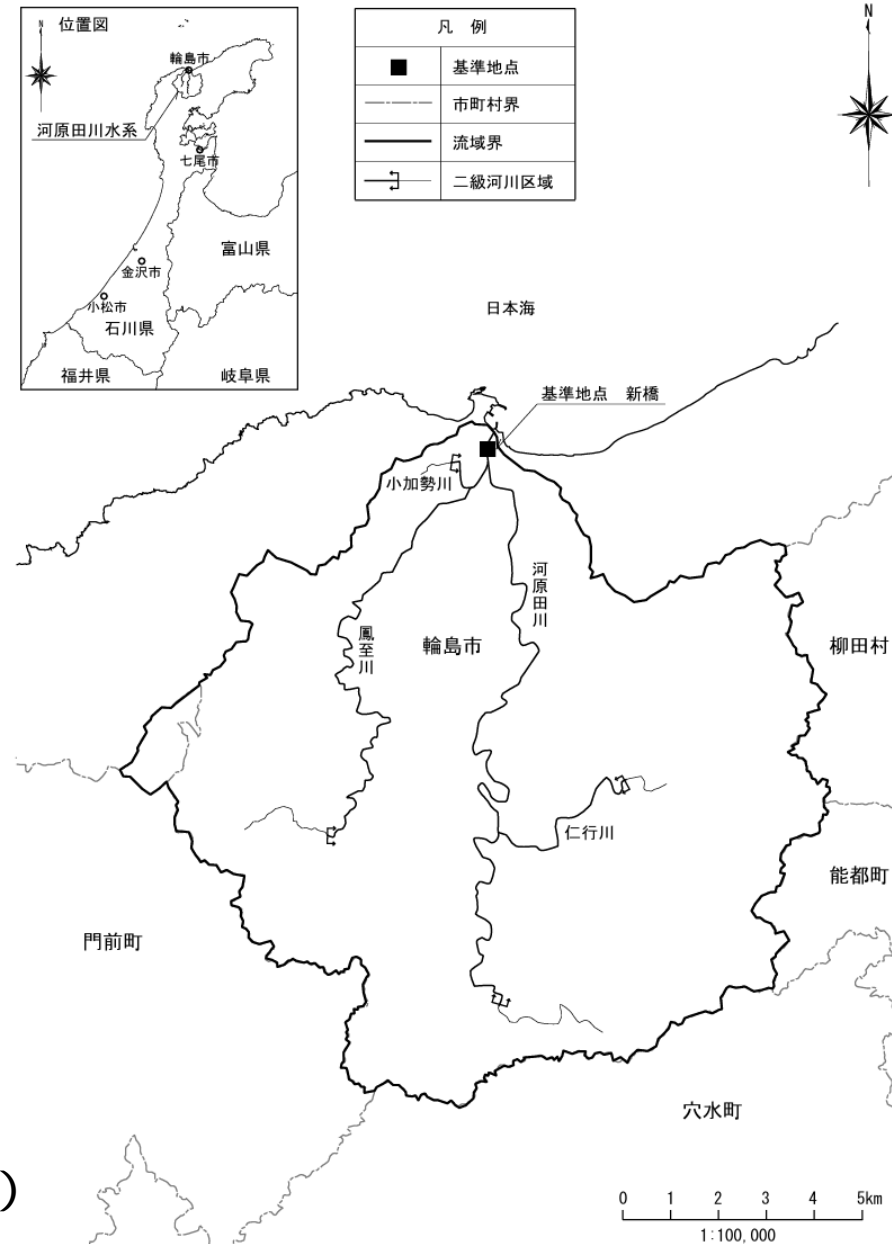 N
位置図
輪島市
河原田川水系
七尾市
富山県
金沢市
小松市
石川県
福井県
岐阜県
凡 例
基準地点
市町村界
流域界
二級河川区域
N
日本海
基準地点 新橋
小加勢川
河原田川
鳳至川
輪島市
柳田村
仁行川
能都町
門前町
穴水町
)
0 1 2 3 4 5km
1:100,000